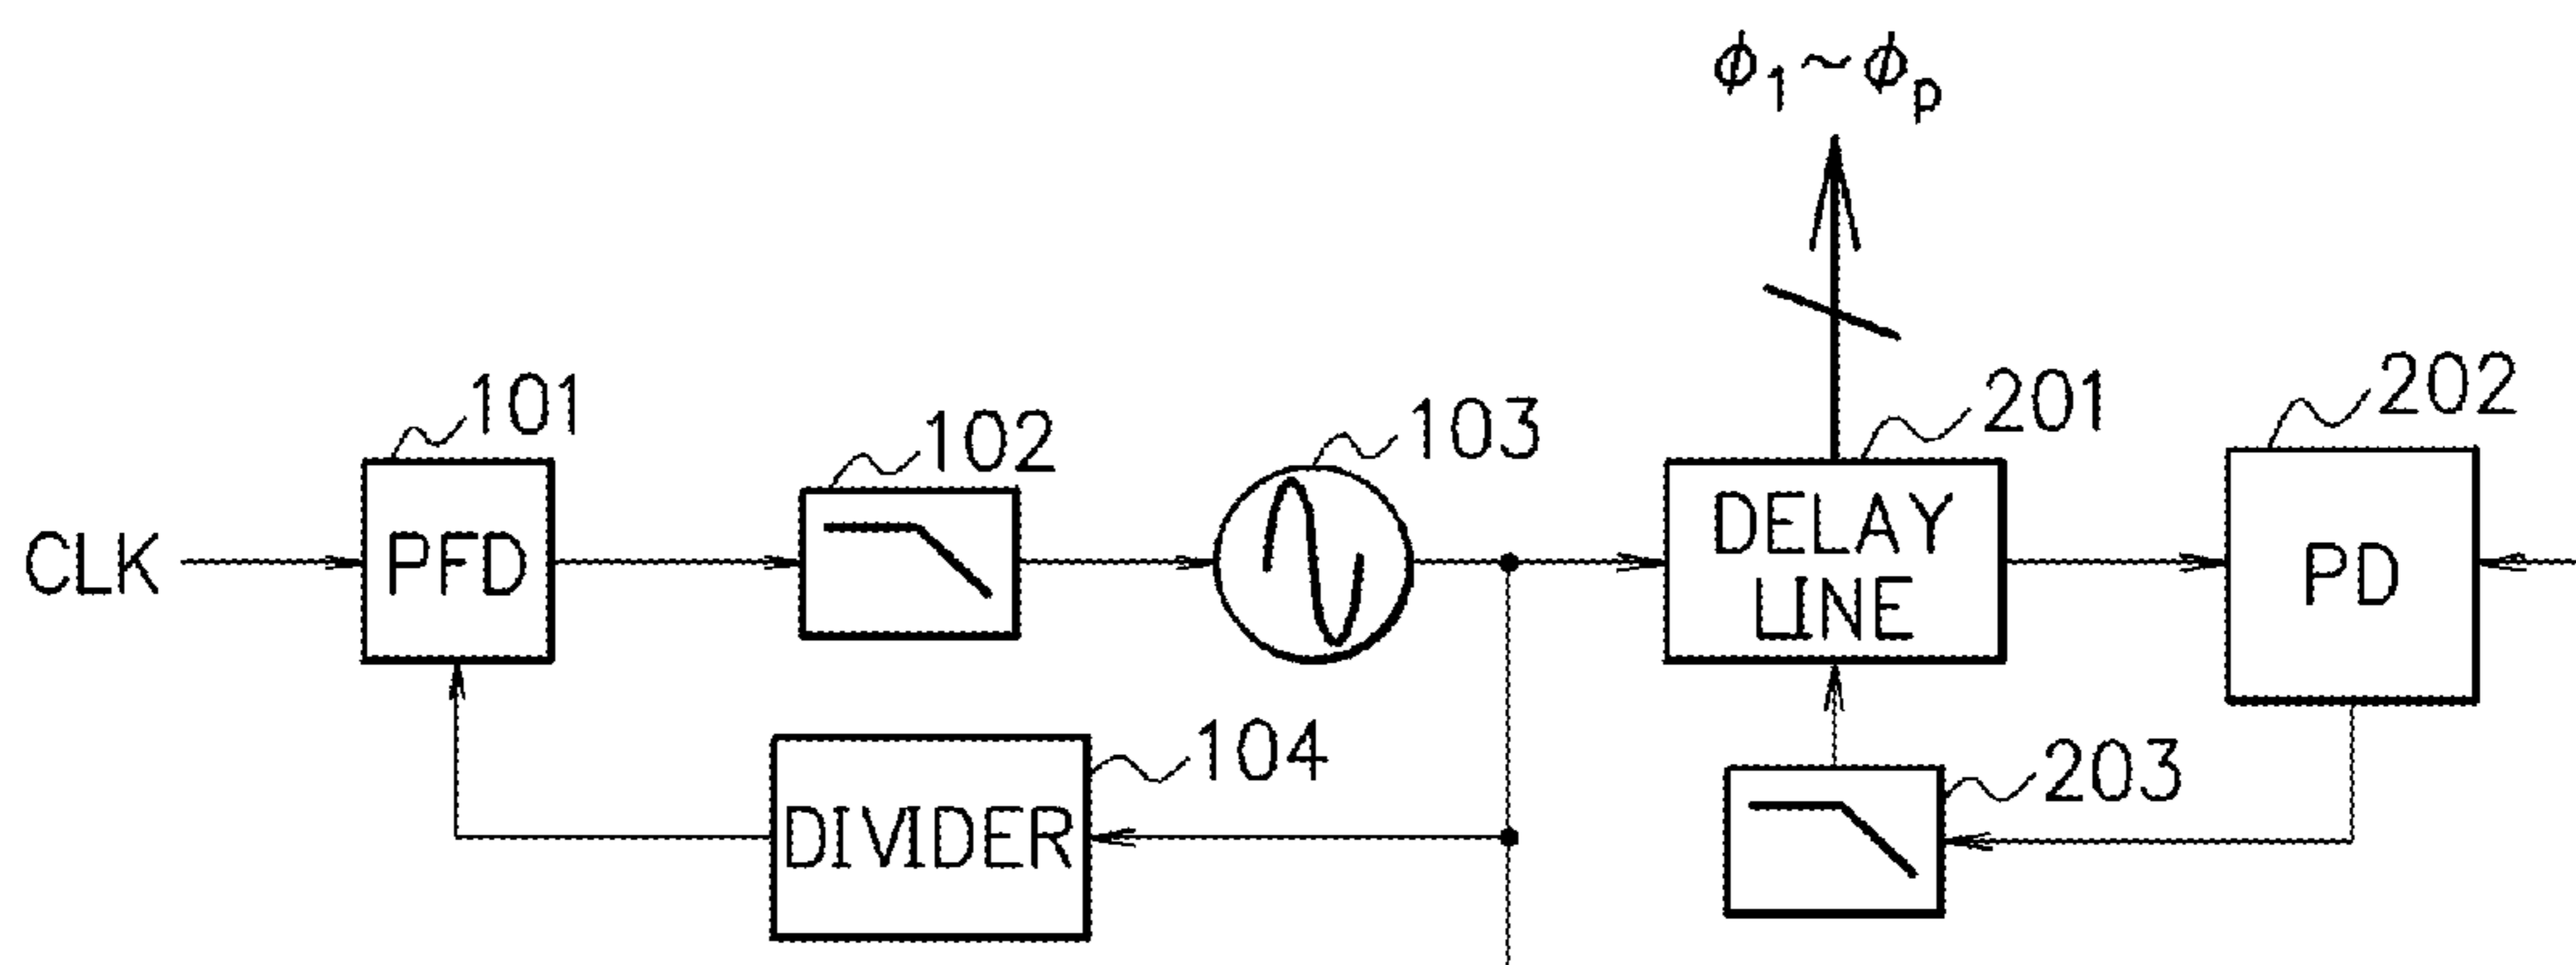 ϕ1~ϕp
101
102
103
201
202
CLK
PFD
DELAY
LINE
PD
104
203
DIVIDER